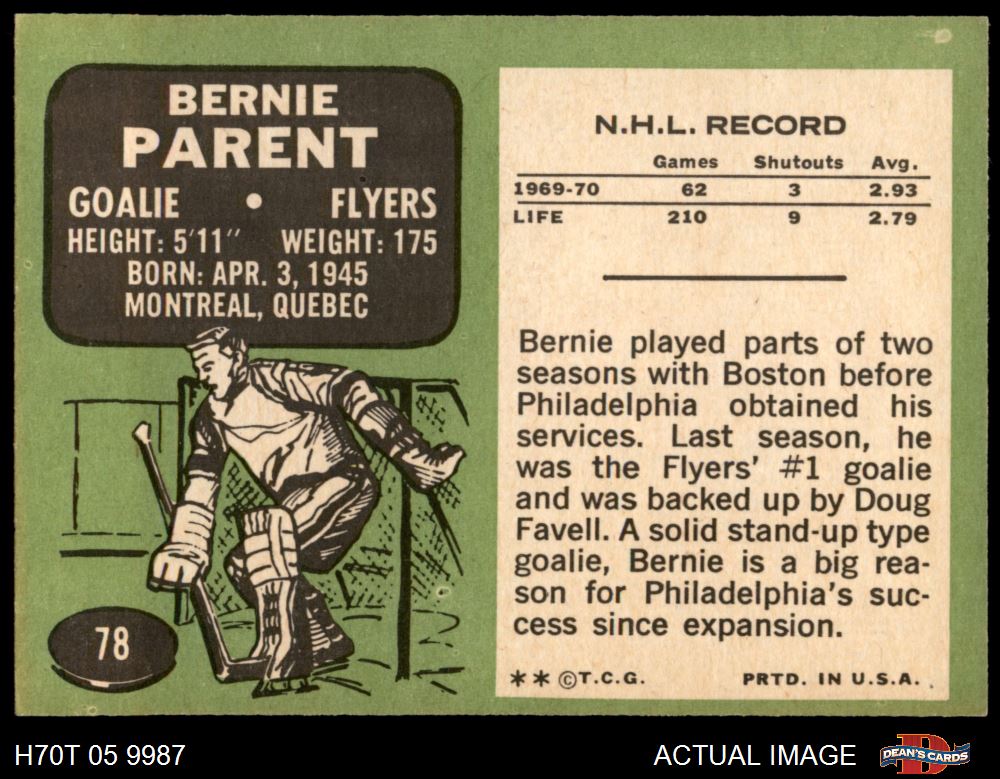 BERNIE
PARENT
GOALIE • FLYERS
HEIGHT: 5'11" WEIGHT: 175
BORN: APR. 3, 1945
MONTREAL, QUEBEC
78
N.H.L. RECORD
Games Shutouts Avg.
1969-70 62 3 2.93
LIFE 210 9 2.79
Bernie played parts of two
seasons with Boston before
Philadelphia obtained his
services. Last season, he
was the Flyers' #1 goalie
and was backed up by Doug
Favell. A solid stand-up type
goalie, Bernie is a big rea-
son for Philadelphia's suc-
cess since expansion.
** ©T.C.G. PRTD. IN U.S.A.
H70T 05 9987 ACTUAL IMAGE DEAN'S CARDS